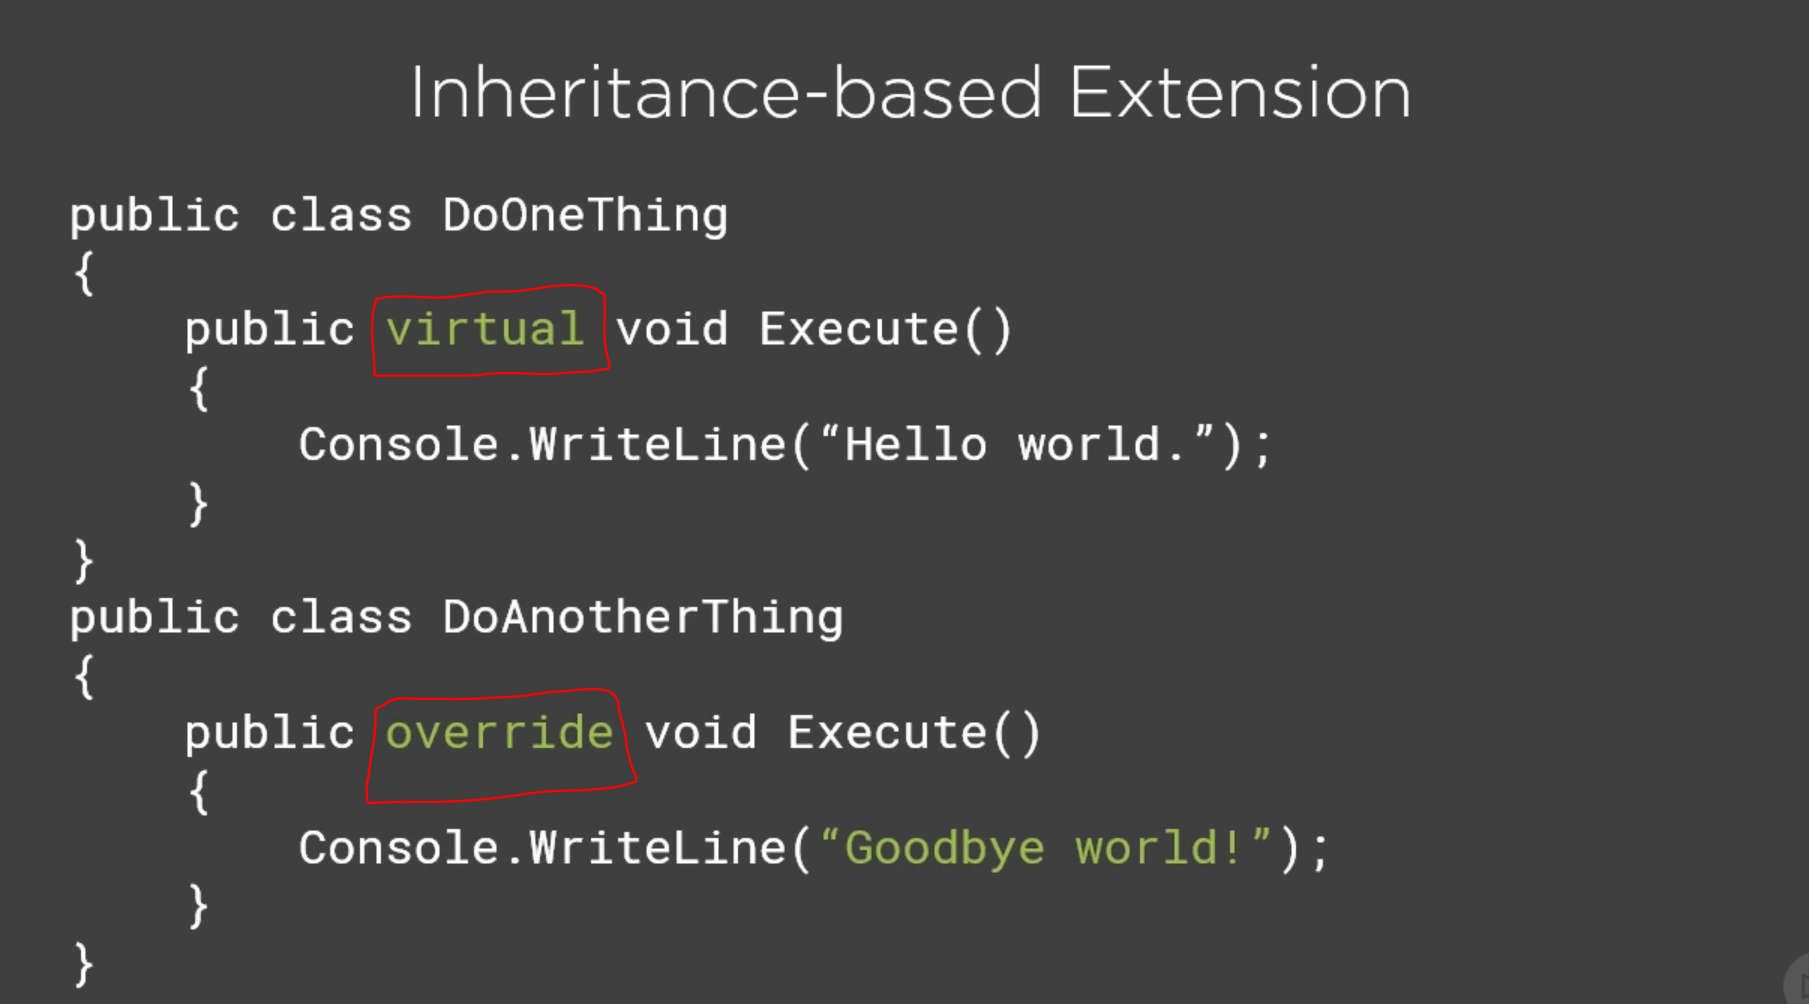 Inheritance-based Extension
public class DoOneThing
{
public virtual void Execute()
{
Console.WriteLine(“Hello world.”);
}
}
public class DoAnotherThing
{
public override void Execute()
{
Console.WriteLine(“Goodbye world!”);
}
}